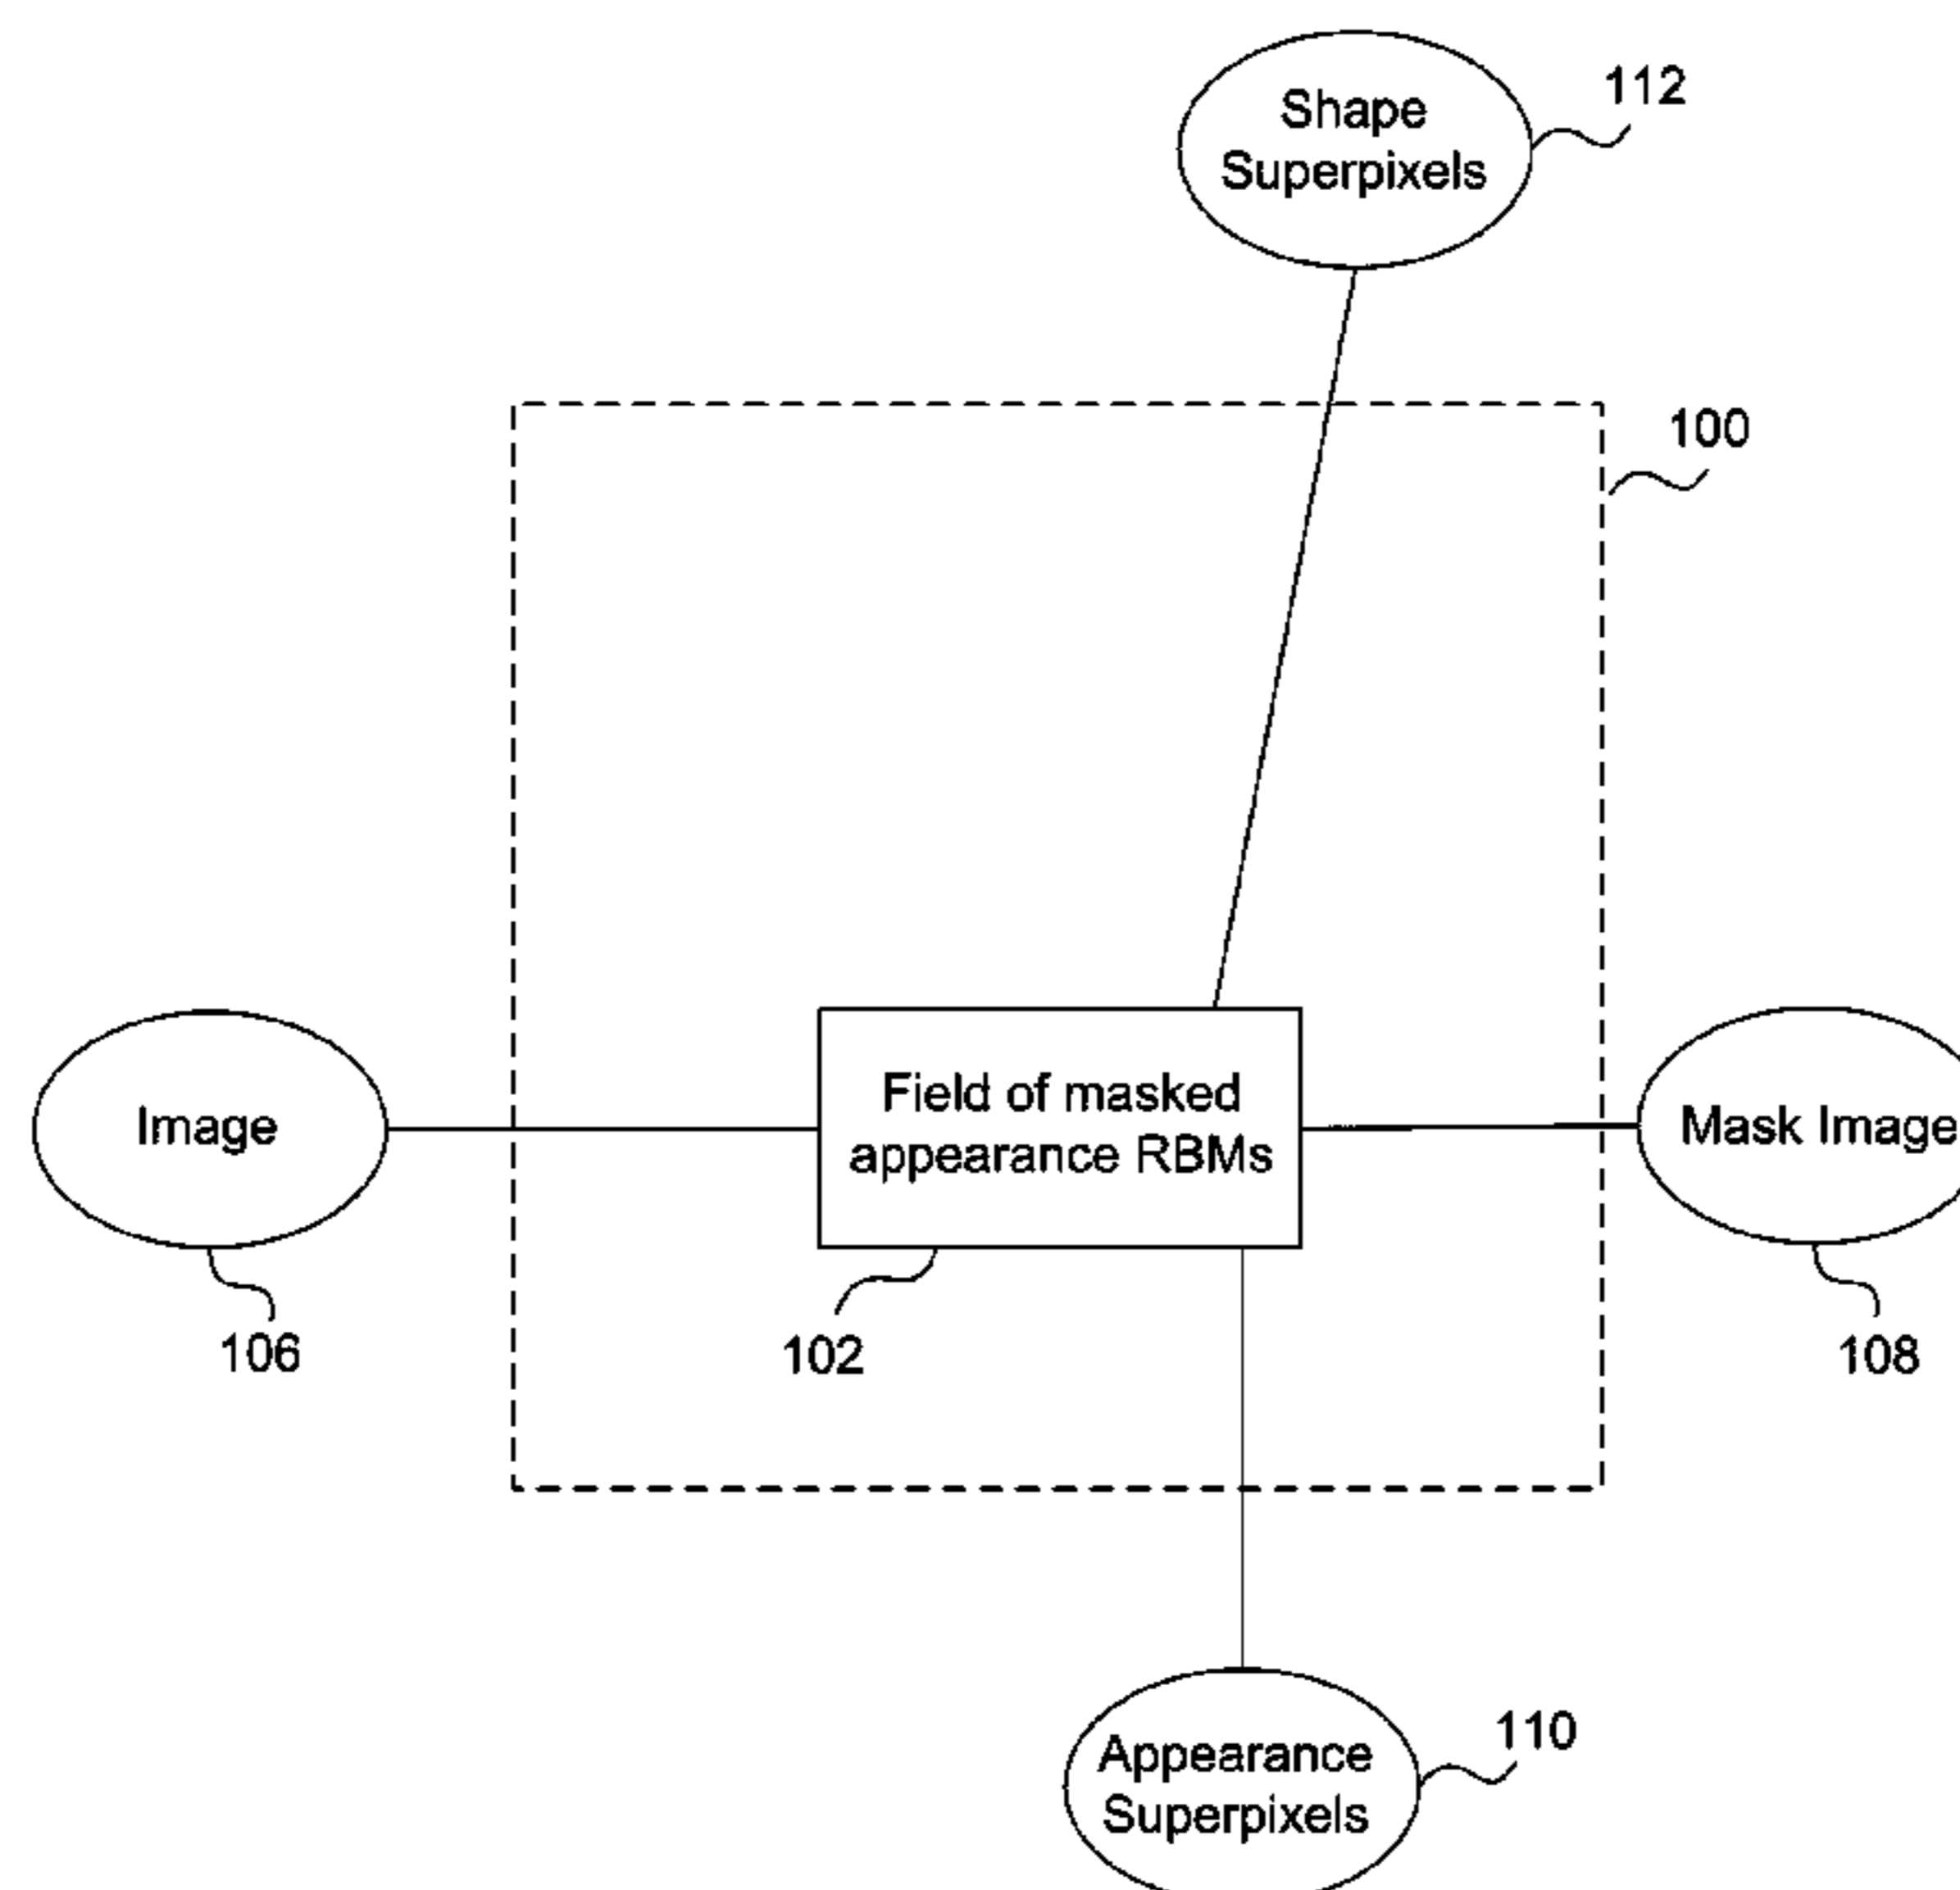 Shape
Superpixels
112
100
Image
Field of masked
appearance RBMs
Mask Image
106
102
108
Appearance
Superpixels
110